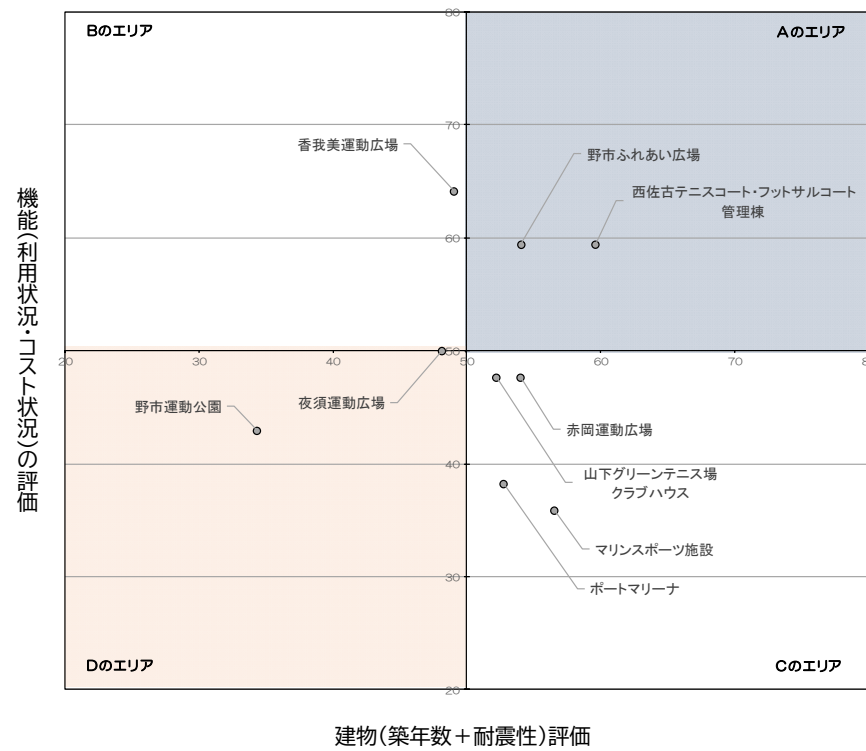 80
Bのエリア
Aのエリア
70
香我美運動広場
野市ふれあい広場
西佐古テニスコート・フットサルコート
管理棟
60
機能(利用状況・コスト状況)の評価
20
30
40
50
50
60
70
80
野市運動公園
夜須運動広場
赤岡運動広場
40
山下グリーンテニス場
クラブハウス
マリンスポーツ施設
ポートマリーナ
30
Dのエリア
Cのエリア
20
建物(築年数+耐震性)評価